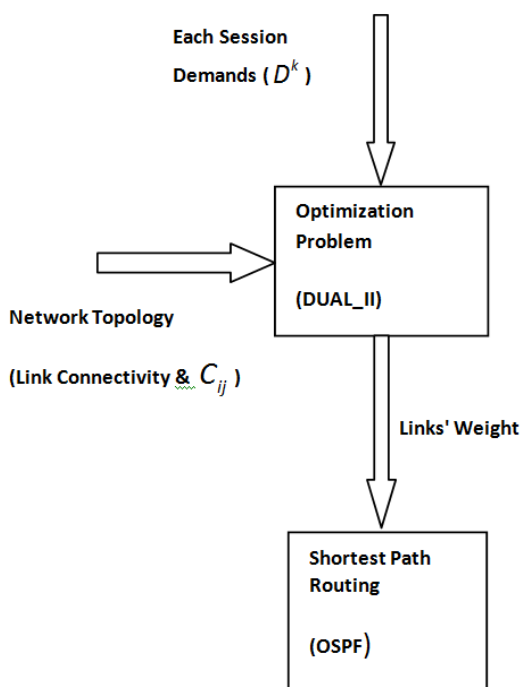 Each Session
Demands ( D^k )
Optimization
Problem
(DUAL_II)
Network Topology
(Link Connectivity & C_ij )
Links' Weight
Shortest Path
Routing
(OSPF)